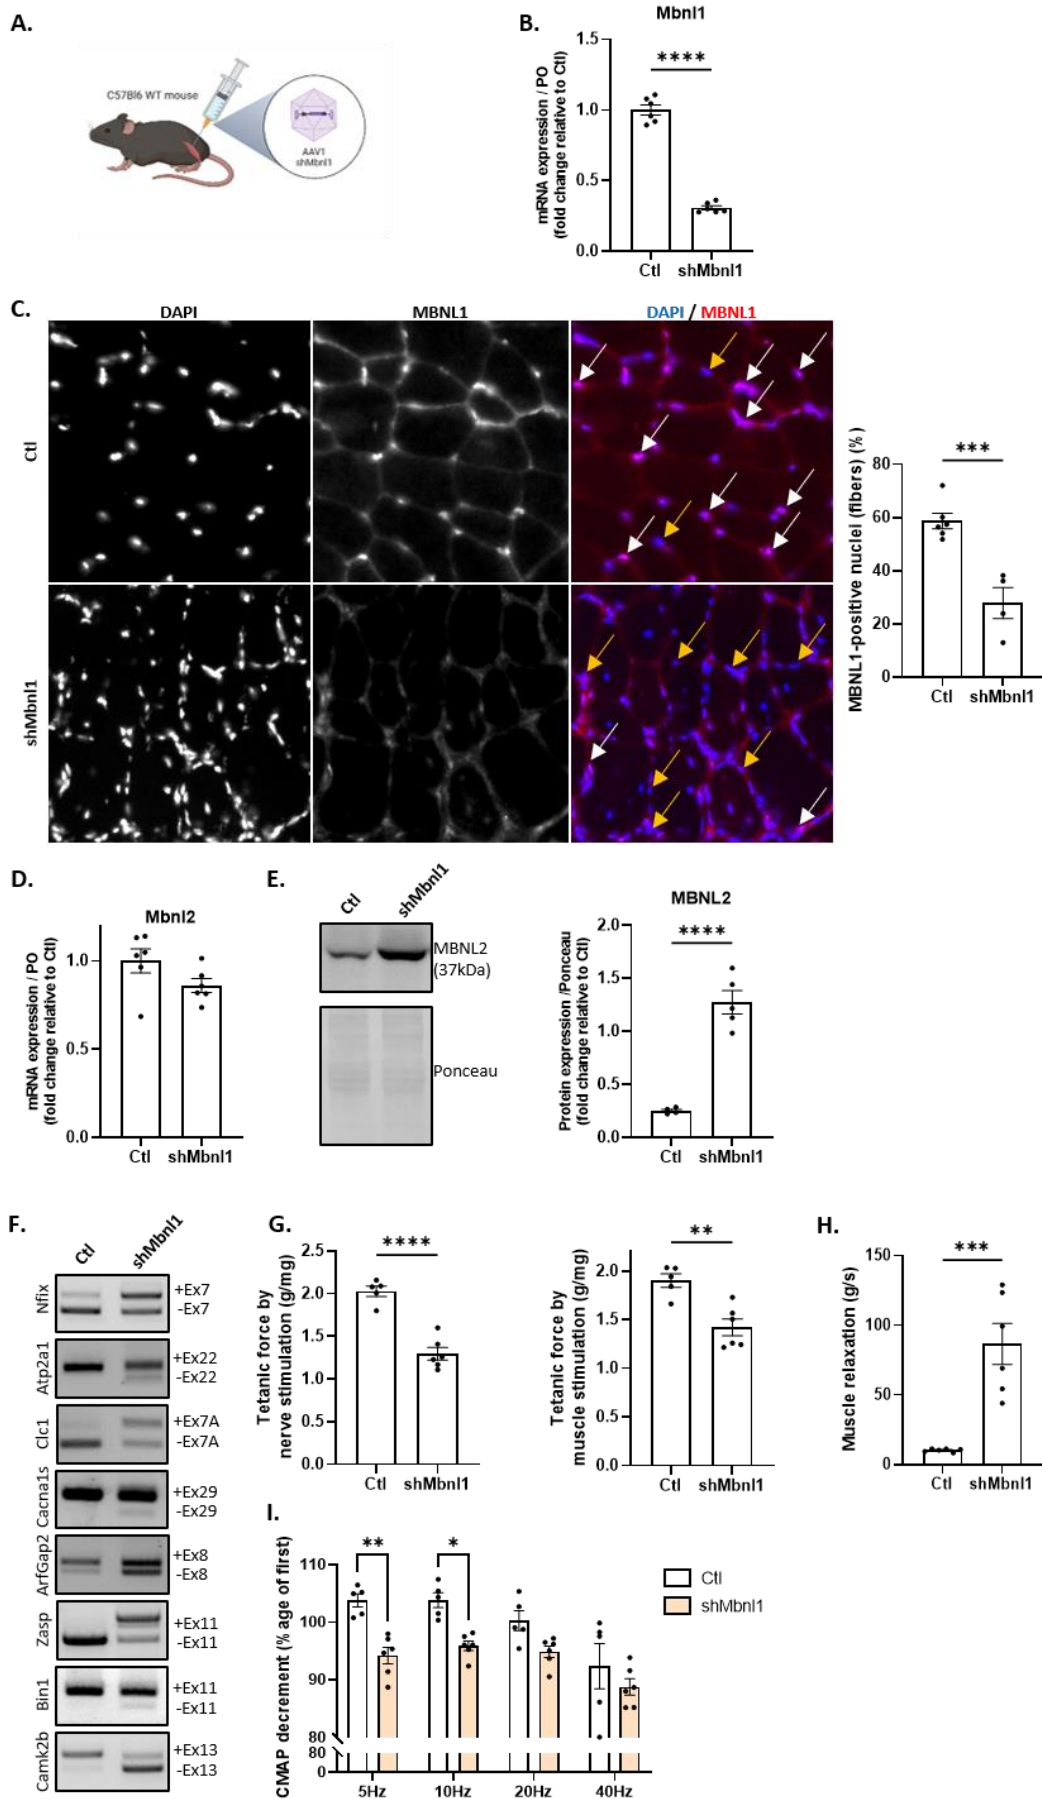 A.
C57Bl6 WT mouse
AAV1
shMbnl1
B.
Mbnl1
mRNA expression / PO
(fold change relative to Ctl)
1.5
1.0
0.5
0.0
****
Ctl
shMbnl1
C.
DAPI
MBNL1
DAPI / MBNL1
Ctl
shMbnl1
MBNL1-positive nuclei (fibers) (%)
80
60
40
20
0
***
Ctl
shMbnl1
D.
Mbnl2
mRNA expression / PO
(fold change relative to Ctl)
1.0
0.5
0.0
Ctl
shMbnl1
E.
Ctl
shMbnl1
MBNL2
(37kDa)
Ponceau
MBNL2
Protein expression /Ponceau
(fold change relative to Ctl)
2.0
1.5
1.0
0.5
0.0
****
Ctl
shMbnl1
F.
Ctl
shMbnl1
Nfix
+Ex7
-Ex7
Atp2a1
+Ex22
-Ex22
Clc1
+Ex7A
-Ex7A
Cacna1s
+Ex29
-Ex29
ArfGap2
+Ex8
-Ex8
Zasp
+Ex11
-Ex11
Bin1
+Ex11
-Ex11
Camk2b
+Ex13
-Ex13
G.
Tetanic force by
nerve stimulation (g/mg)
2.5
2.0
1.5
1.0
0.5
0.0
****
Ctl
shMbnl1
Tetanic force by
muscle stimulation (g/mg)
2.0
1.5
1.0
0.5
0.0
**
Ctl
shMbnl1
H.
Muscle relaxation (g/s)
150
100
50
0
***
Ctl
shMbnl1
I.
CMAP decrement (% age of first)
110
100
90
80
80
0
**
*
5Hz
10Hz
20Hz
40Hz
Ctl
shMbnl1